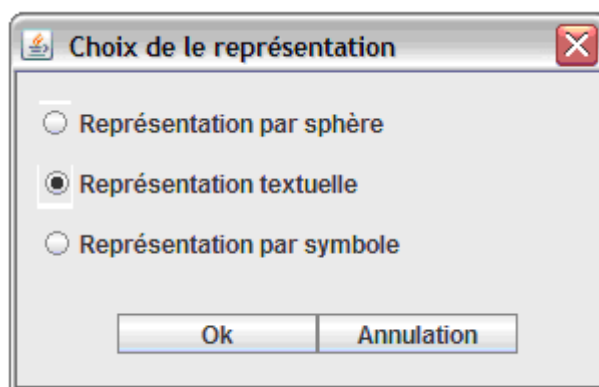 Choix de le représentation
Représentation par sphère
Représentation textuelle
Représentation par symbole
Ok Annulation